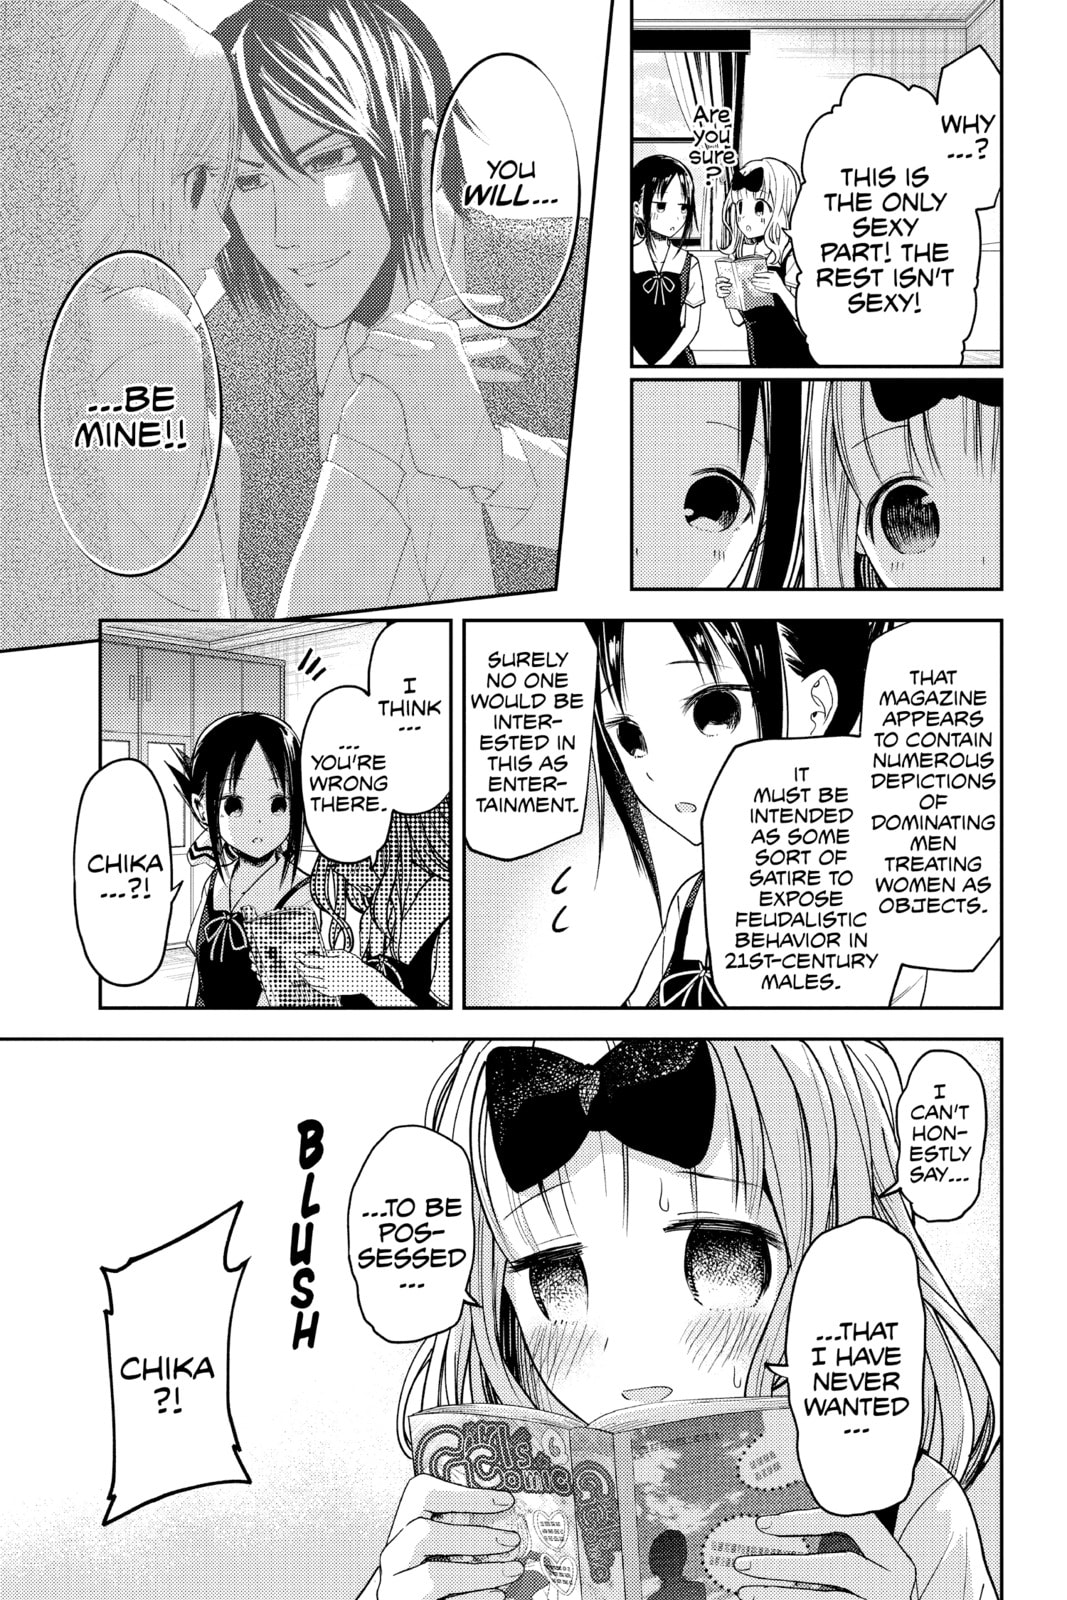 WHY
...?
THIS IS
THE ONLY
SEXY
PART! THE
REST ISN'T
SEXY!
Are
you
sure
?
YOU
WILL...
...BE
MINE!!
THAT
MAGAZINE
APPEARS
TO CONTAIN
NUMEROUS
DEPICTIONS
OF
DOMINATING
MEN
TREATING
WOMEN AS
OBJECTS.
IT
MUST BE
INTENDED
AS SOME
SORT OF
SATIRE TO
EXPOSE
FEUDALISTIC
BEHAVIOR IN
21ST-CENTURY
MALES.
SURELY
NO ONE
WOULD BE
INTER-
ESTED IN
THIS AS
ENTER-
TAINMENT.
I
THINK
...
...
YOU'RE
WRONG
THERE.
CHIKA
...?!
I
CAN'T
HON-
ESTLY
SAY...
...THAT
I HAVE
NEVER
WANTED
...
...TO BE
POS-
SESSED
...
BLUSH
CHIKA
?!
COMIC